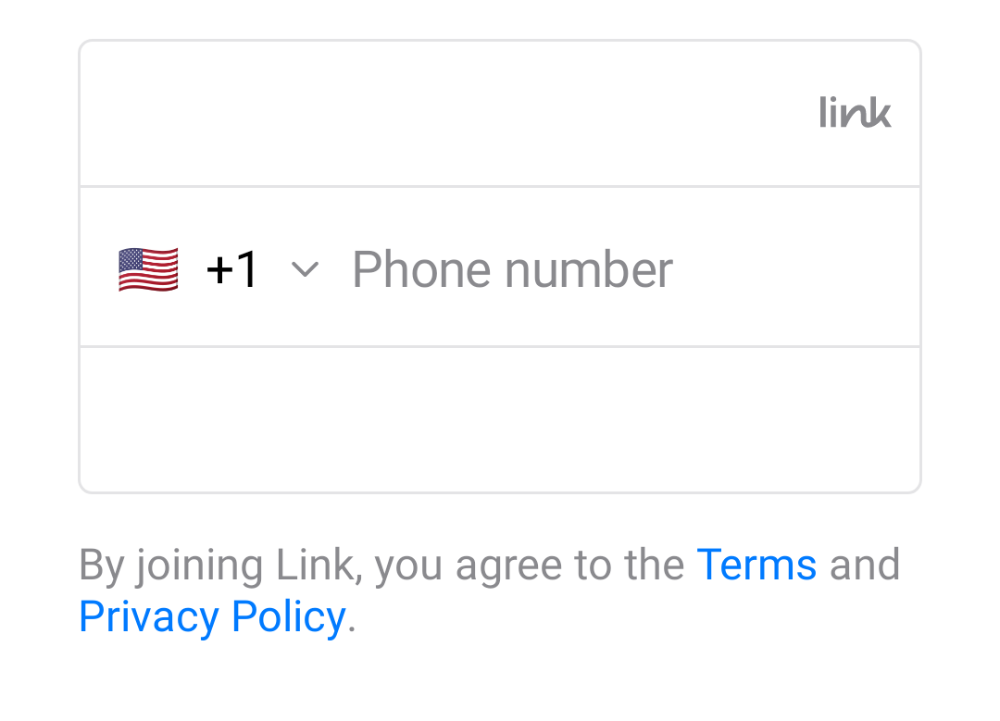 link
+1 Phone number
By joining Link, you agree to the Terms and
Privacy Policy.